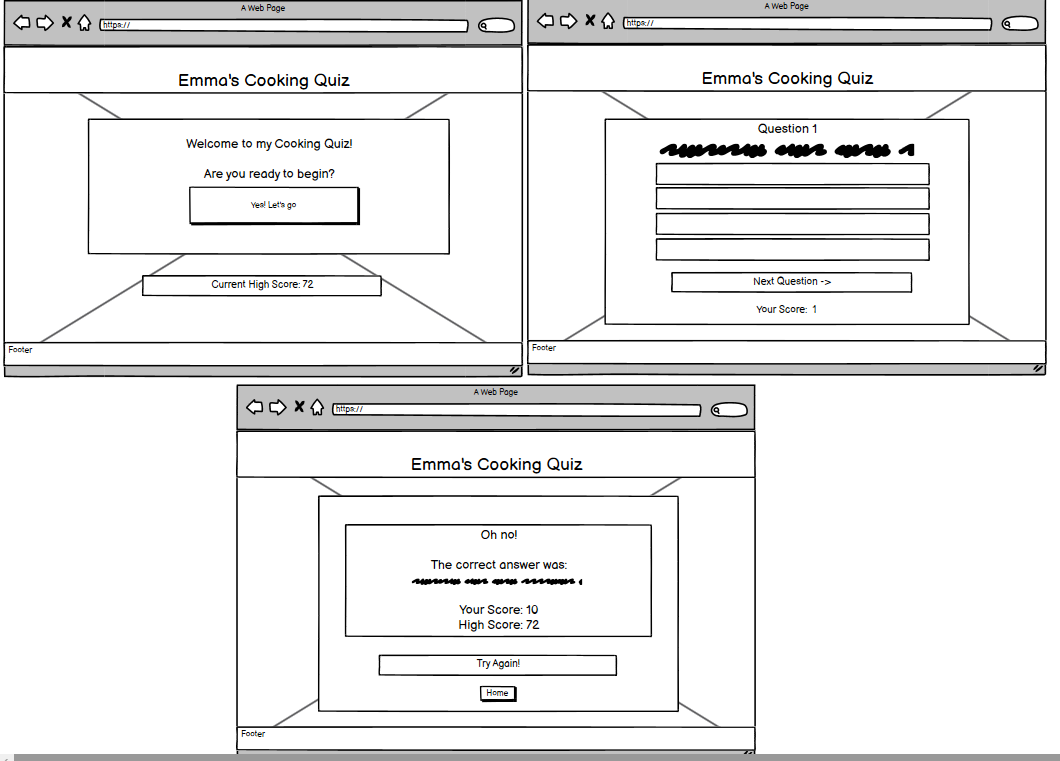 A Web Page
https://
Emma's Cooking Quiz
Welcome to my Cooking Quiz!
Are you ready to begin?
Yes! Let's go
Current High Score: 72
Footer
A Web Page
https://
Emma's Cooking Quiz
Question 1
Next Question ->
Your Score: 1
Footer
A Web Page
https://
Emma's Cooking Quiz
Oh no!
The correct answer was:
Your Score: 10
High Score: 72
Try Again!
Home
Footer